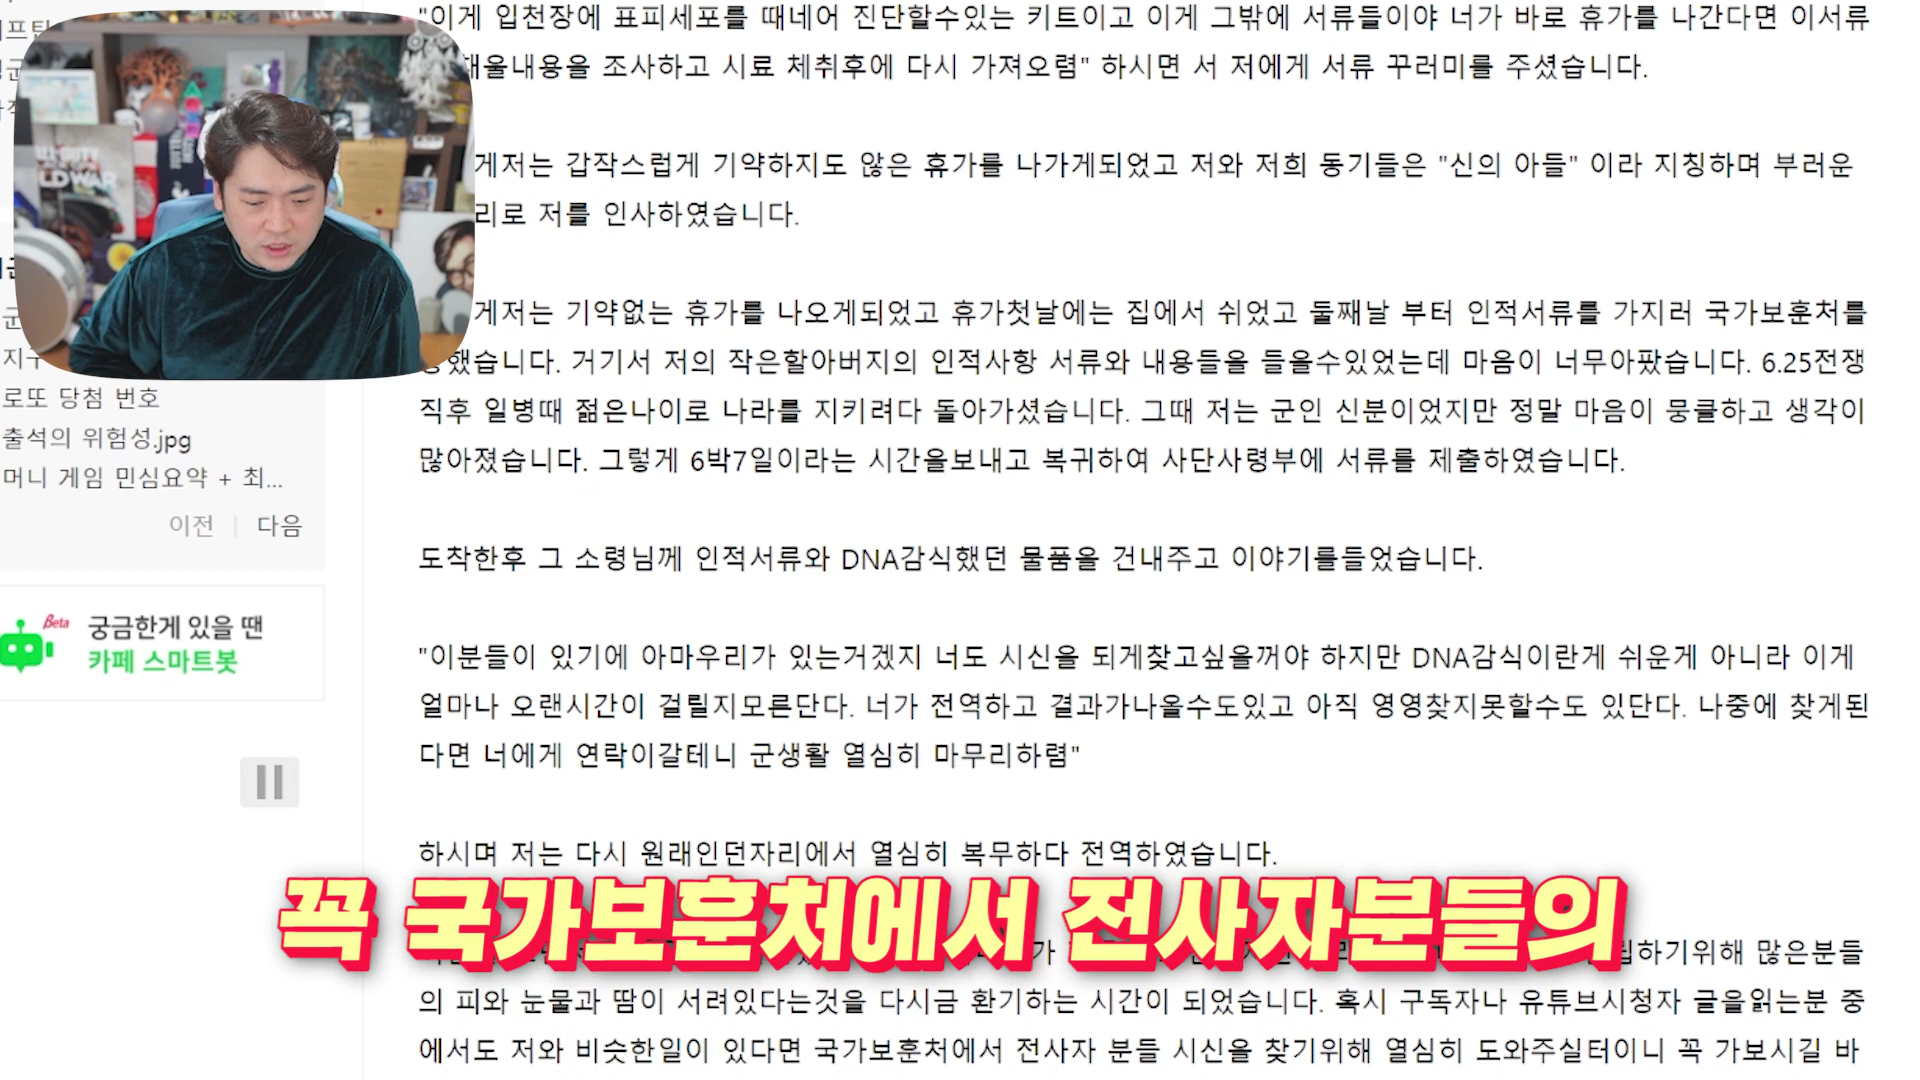 "이게 입천장에 표피세포를 때네어 진단할수있는 키트이고 이게 그밖에 서류들이야 너가 바로 휴가를 나간다면 이서류
채울내용을 조사하고 시료 체취후에 다시 가져오렴" 하시면 서 저에게 서류 꾸러미를 주셨습니다.
게저는 갑작스럽게 기약하지도 않은 휴가를 나가게되었고 저와 저희 동기들은 "신의 아들" 이라 지칭하며 부러운
리로 저를 인사하였습니다.
게저는 기약없는 휴가를 나오게되었고 휴가첫날에는 집에서 쉬었고 둘째날 부터 인적서류를 가지러 국가보훈처를
했습니다. 거기서 저의 작은할아버지의 인적사항 서류와 내용들을 들을수있었는데 마음이 너무아팠습니다. 6.25전쟁
직후 일병때 젊은나이로 나라를 지키려다 돌아가셨습니다. 그때 저는 군인 신분이었지만 정말 마음이 뭉클하고 생각이
많아졌습니다. 그렇게 6박7일이라는 시간을보내고 복귀하여 사단사령부에 서류를 제출하였습니다.
도착한후 그 소령님께 인적서류와 DNA감식했던 물품을 건내주고 이야기를들었습니다.
"이분들이 있기에 아마우리가 있는거겠지 너도 시신을 되게찾고싶을꺼야 하지만 DNA감식이란게 쉬운게 아니라 이게
얼마나 오랜시간이 걸릴지모른단다. 너가 전역하고 결과가나올수도있고 아직 영영찾지못할수도 있단다. 나중에 찾게된
다면 너에게 연락이갈테니 군생활 열심히 마무리하렴"
하시며 저는 다시 원래인던자리에서 열심히 복무하다 전역하였습니다.
립하기위해 많은분들
의 피와 눈물과 땀이 서려있다는것을 다시금 환기하는 시간이 되었습니다. 혹시 구독자나 유튜브시청자 글을읽는분 중
에서도 저와 비슷한일이 있다면 국가보훈처에서 전사자 분들 시신을 찾기위해 열심히 도와주실터이니 꼭 가보시길 바
로또 당첨 번호
출석의 위험성.jpg
머니 게임 민심요약 + 최...
이전 | 다음
Beta
궁금한게 있을 땐
카페 스마트봇
꼭 국가보훈처에서 전사자분들의